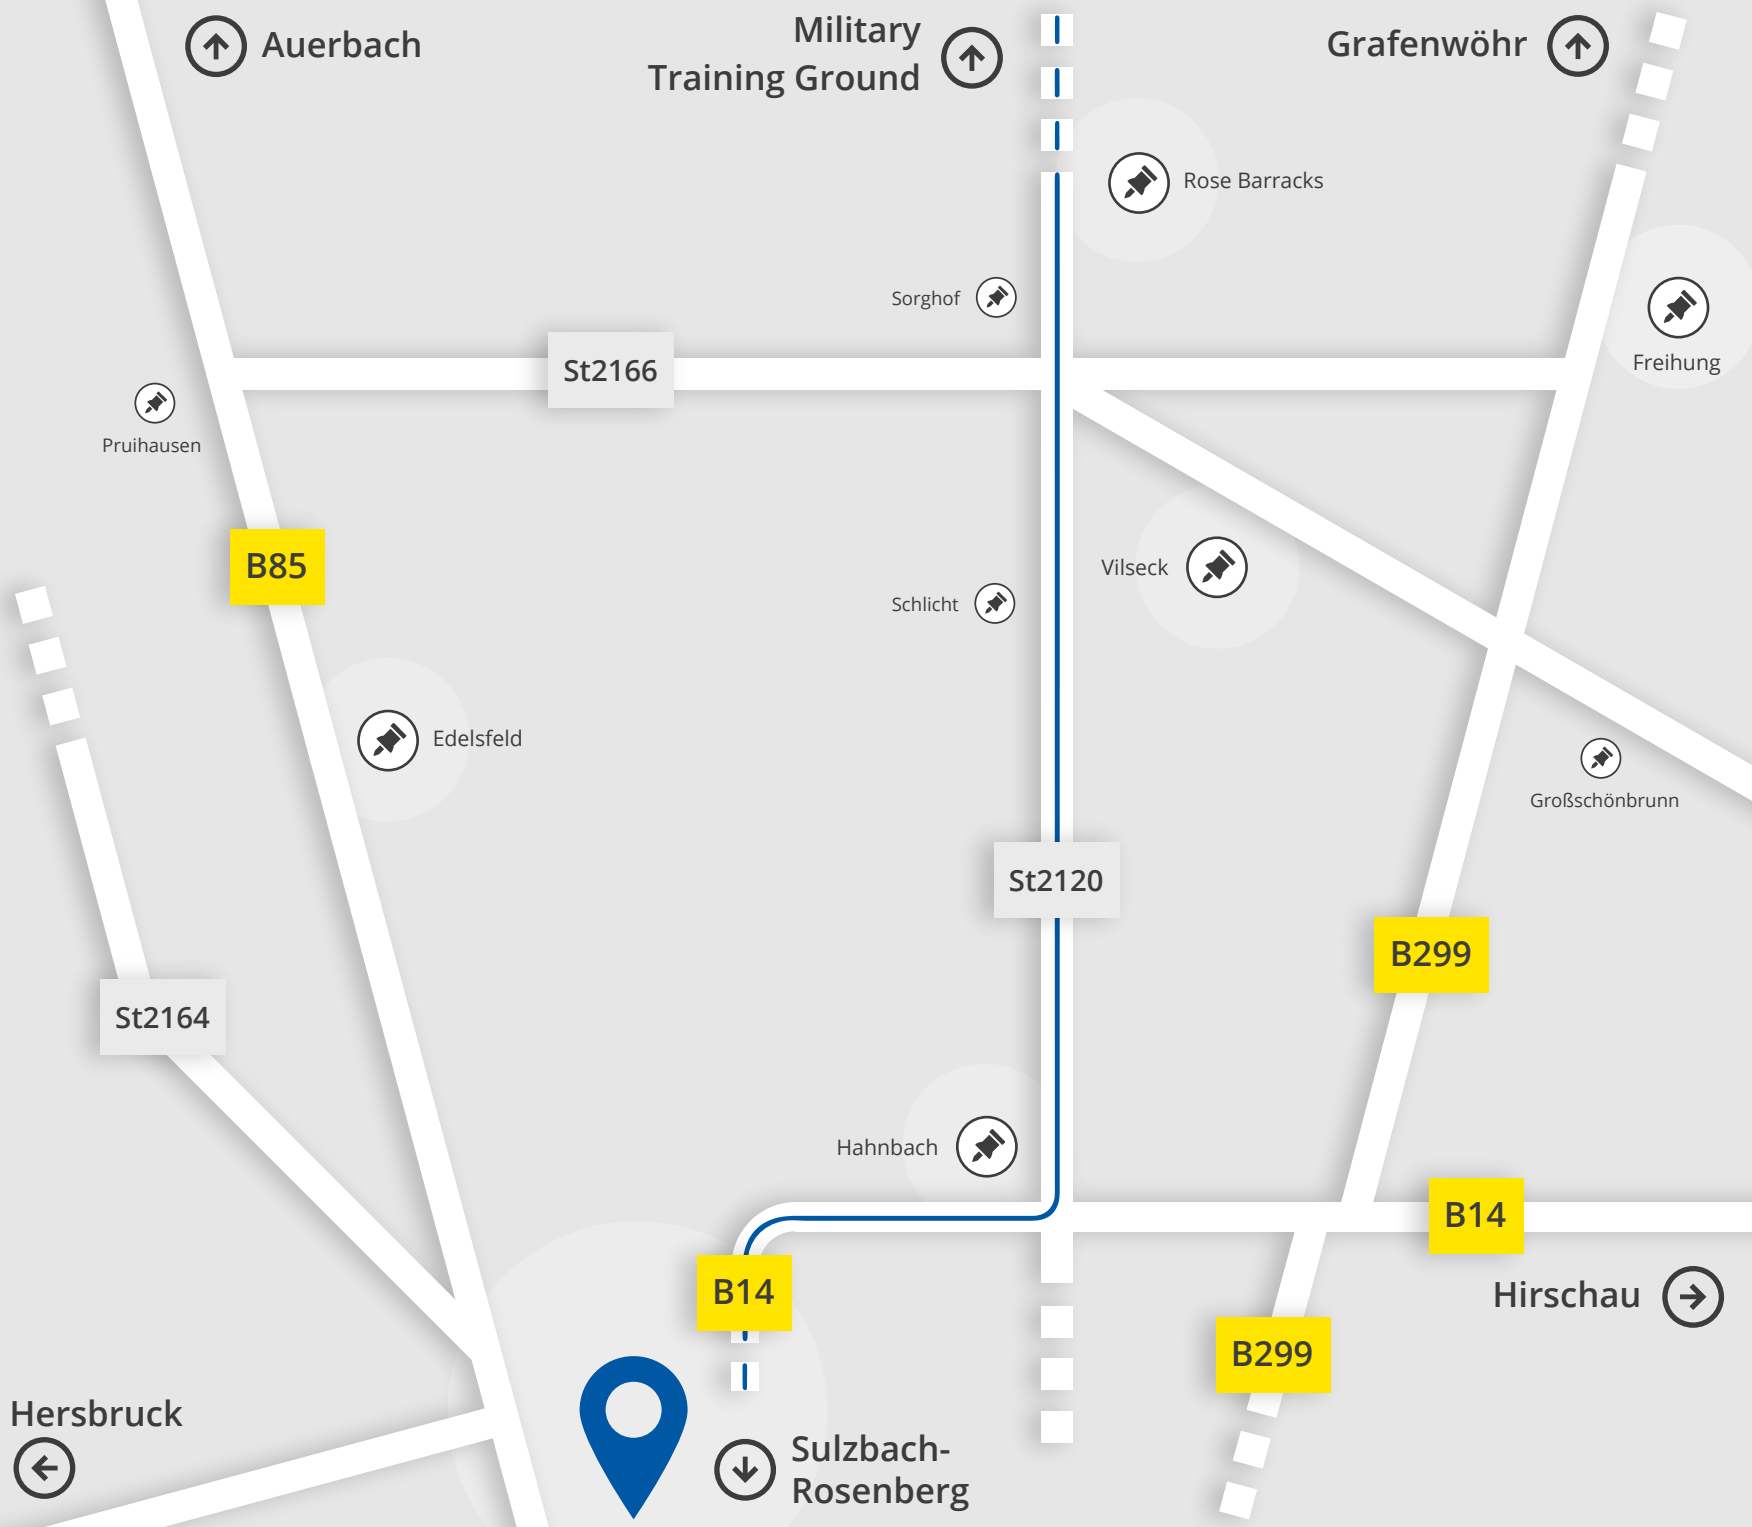 Auerbach
Military
Training Ground
Grafenwöhr
Rose Barracks
Sorghof
Freihung
St2166
Pruihausen
B85
Vilseck
Schlicht
Edelsfeld
Großschönbrunn
St2120
B299
St2164
Hahnbach
B14
B14
Hirschau
B299
Hersbruck
Sulzbach-
Rosenberg